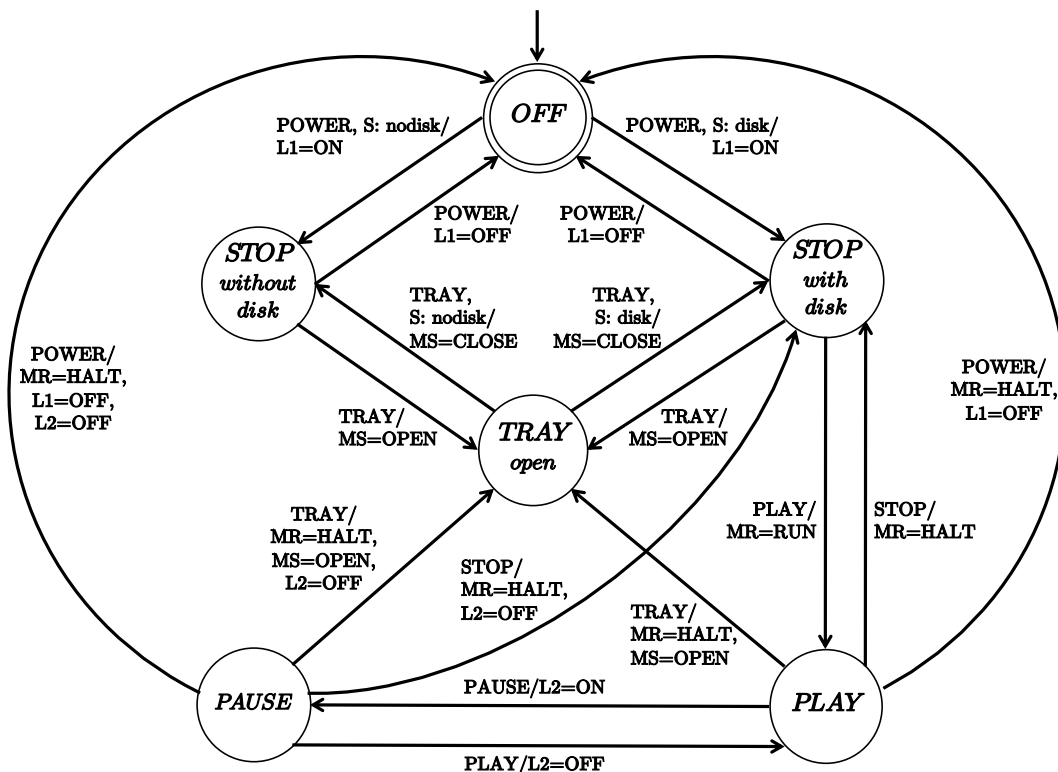 OFF
POWER, S: nodisk/
L1=ON
POWER, S: disk/
L1=ON
POWER/
L1=OFF
POWER/
L1=OFF
STOP
without
disk
STOP
with
disk
TRAY,
S: nodisk/
MS=CLOSE
TRAY,
S: disk/
MS=CLOSE
POWER/
MR=HALT,
L1=OFF,
L2=OFF
POWER/
MR=HALT,
L1=OFF
TRAY/
MS=OPEN
TRAY
open
TRAY/
MS=OPEN
TRAY/
MR=HALT,
MS=OPEN,
L2=OFF
STOP/
MR=HALT,
L2=OFF
PLAY/
MR=RUN
STOP/
MR=HALT
TRAY/
MR=HALT,
MS=OPEN
PAUSE
PAUSE/L2=ON
PLAY
PLAY/L2=OFF